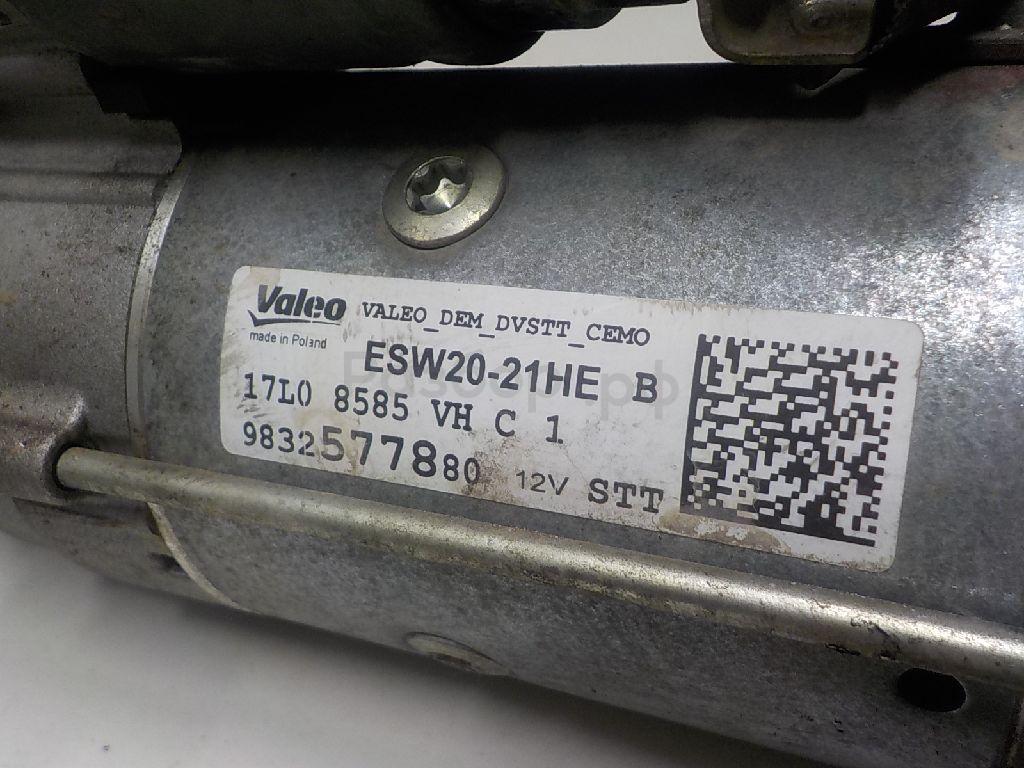 Valeo VALEO_DEM_DVSTT_CEMO
made in Poland
ESW20-21HE B
17L0 8585 VH C 1
9832577880 12V STT